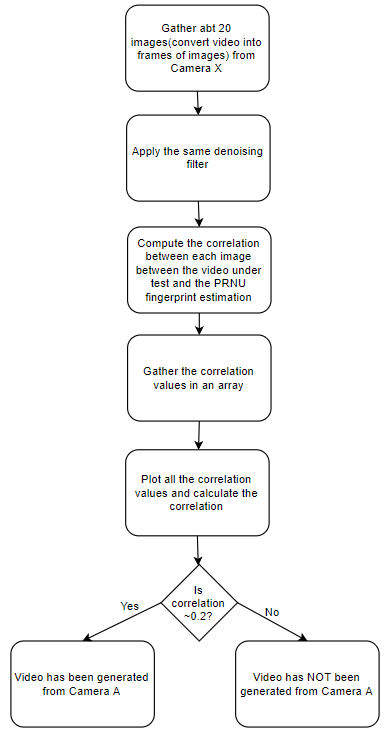 Gather abt 20
images(convert video into
frames of images) from
Camera X
Apply the same denoising
filter
Compute the correlation
between each image
between the video under
test and the PRNU
fingerprint estimation
Gather the correlation
values in an array
Plot all the correlation
values and calculate the
correlation
Is
correlation
~0.2?
Yes
No
Video has been generated
from Camera A
Video has NOT been
generated from Camera A